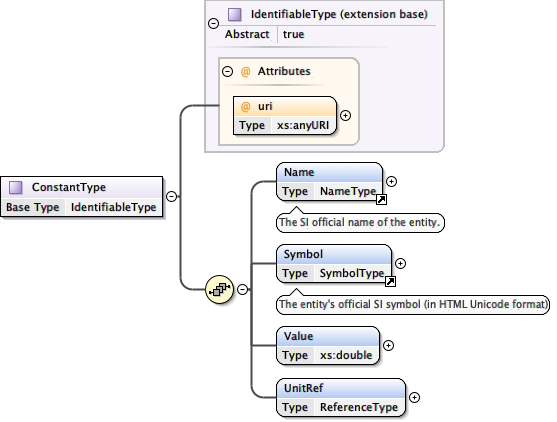 IdentifiableType (extension base)
Abstract true
@ Attributes
@ uri
Type xs:anyURI
ConstantType
Base Type IdentifiableType
Name
Type NameType
The SI official name of the entity.
Symbol
Type SymbolType
The entity's official SI symbol (in HTML Unicode format)
Value
Type xs:double
UnitRef
Type ReferenceType